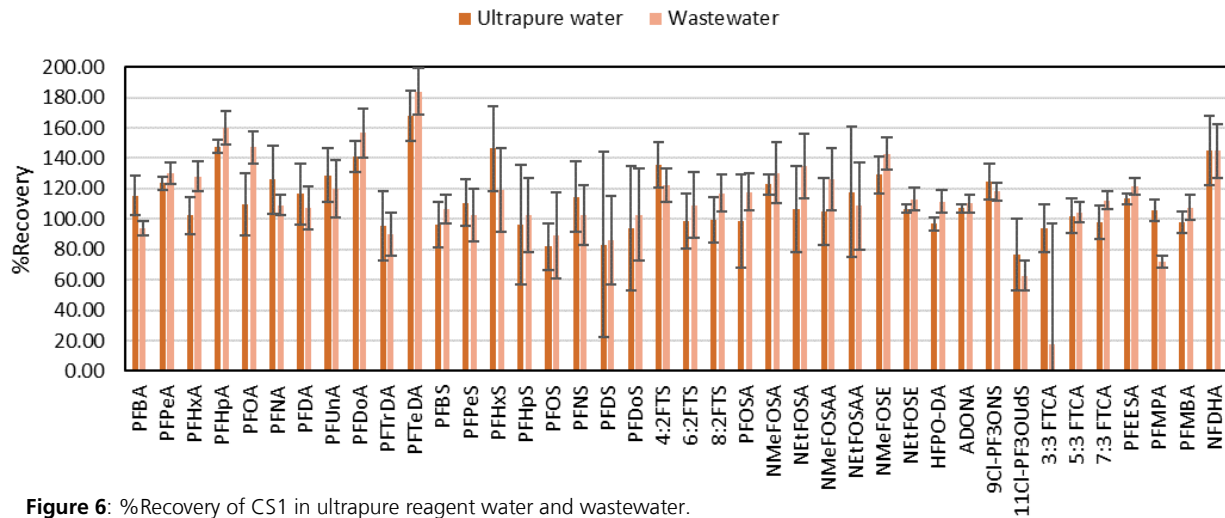 Ultrapure water Wastewater
%Recovery
200.00
180.00
160.00
140.00
120.00
100.00
80.00
60.00
40.00
20.00
0.00
PFBA
PFPeA
PFHxA
PFHpA
PFOA
PFNA
PFDA
PFUnA
PFDoA
PFTrDA
PFTeDA
PFBS
PFPeS
PFHxS
PFHpS
PFOS
PFNS
PFDS
PFDoS
4:2FTS
6:2FTS
8:2FTS
PFOSA
NMeFOSA
NEtFOSA
NMeFOSAA
NEtFOSAA
NMeFOSE
NEtFOSE
HFPO-DA
ADONA
9Cl-PF3ONS
11Cl-PF3OUdS
3:3 FTCA
5:3 FTCA
7:3 FTCA
PFEESA
PFMPA
PFMBA
NFDHA
Figure 6: %Recovery of CS1 in ultrapure reagent water and wastewater.